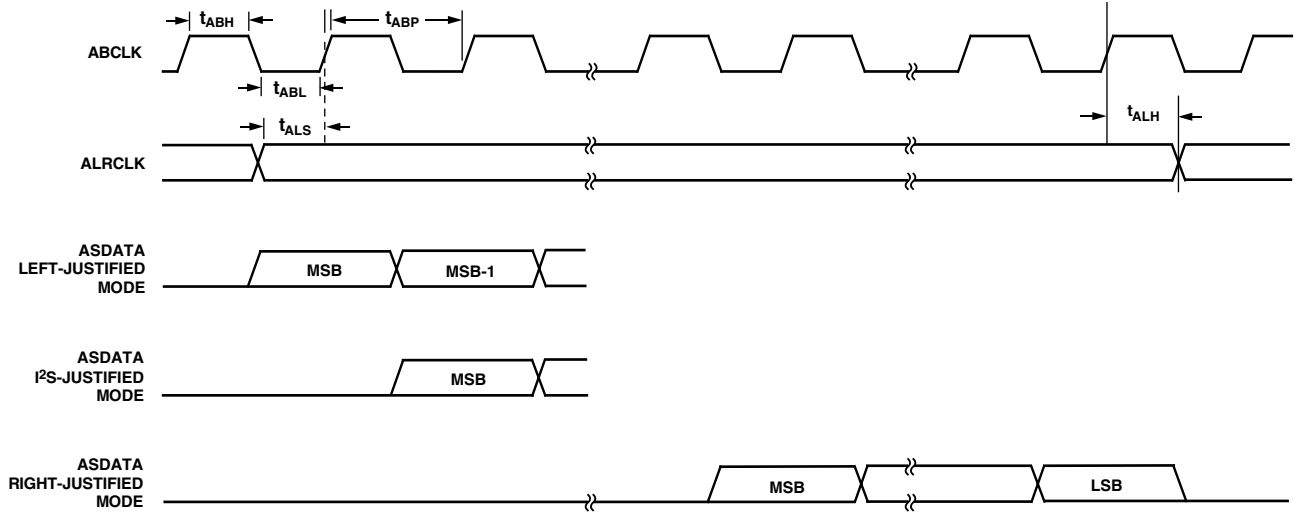 tABH
tABP
ABCLK
tABL
tALS
tALH
ALRCLK
ASDATA
LEFT-JUSTIFIED
MODE
MSB
MSB-1
ASDATA
I²S-JUSTIFIED
MODE
MSB
ASDATA
RIGHT-JUSTIFIED
MODE
MSB
LSB